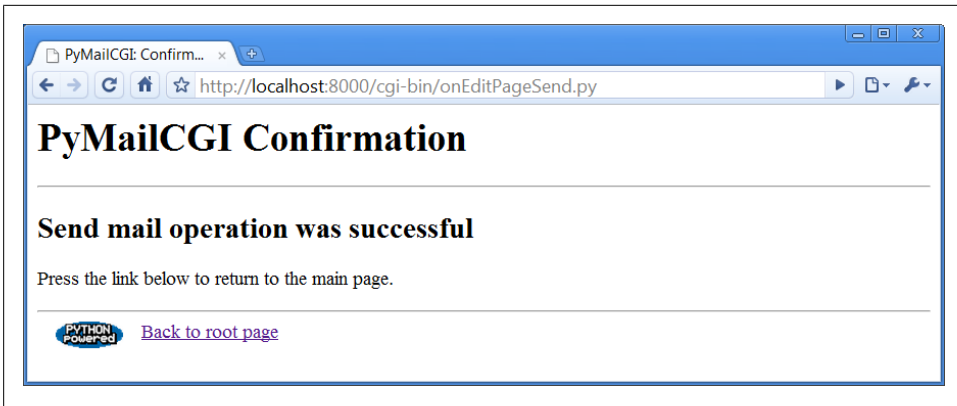 PyMailCGI: Confirm...
http://localhost:8000/cgi-bin/onEditPageSend.py
PyMailCGI Confirmation
Send mail operation was successful
Press the link below to return to the main page.
PYTHON
Powered
Back to root page